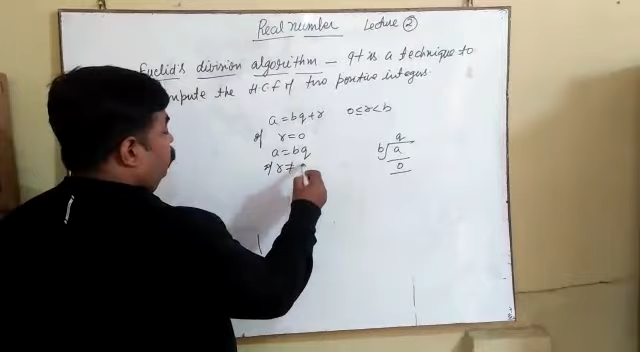 Real number Lecture ②
Euclid's division algorithm - It is a technique to
compute the H.C.F of two positive integers.
a = bq + r 0 ≤ r < b
If r = 0
a = bq
If r ≠
q
b a
0